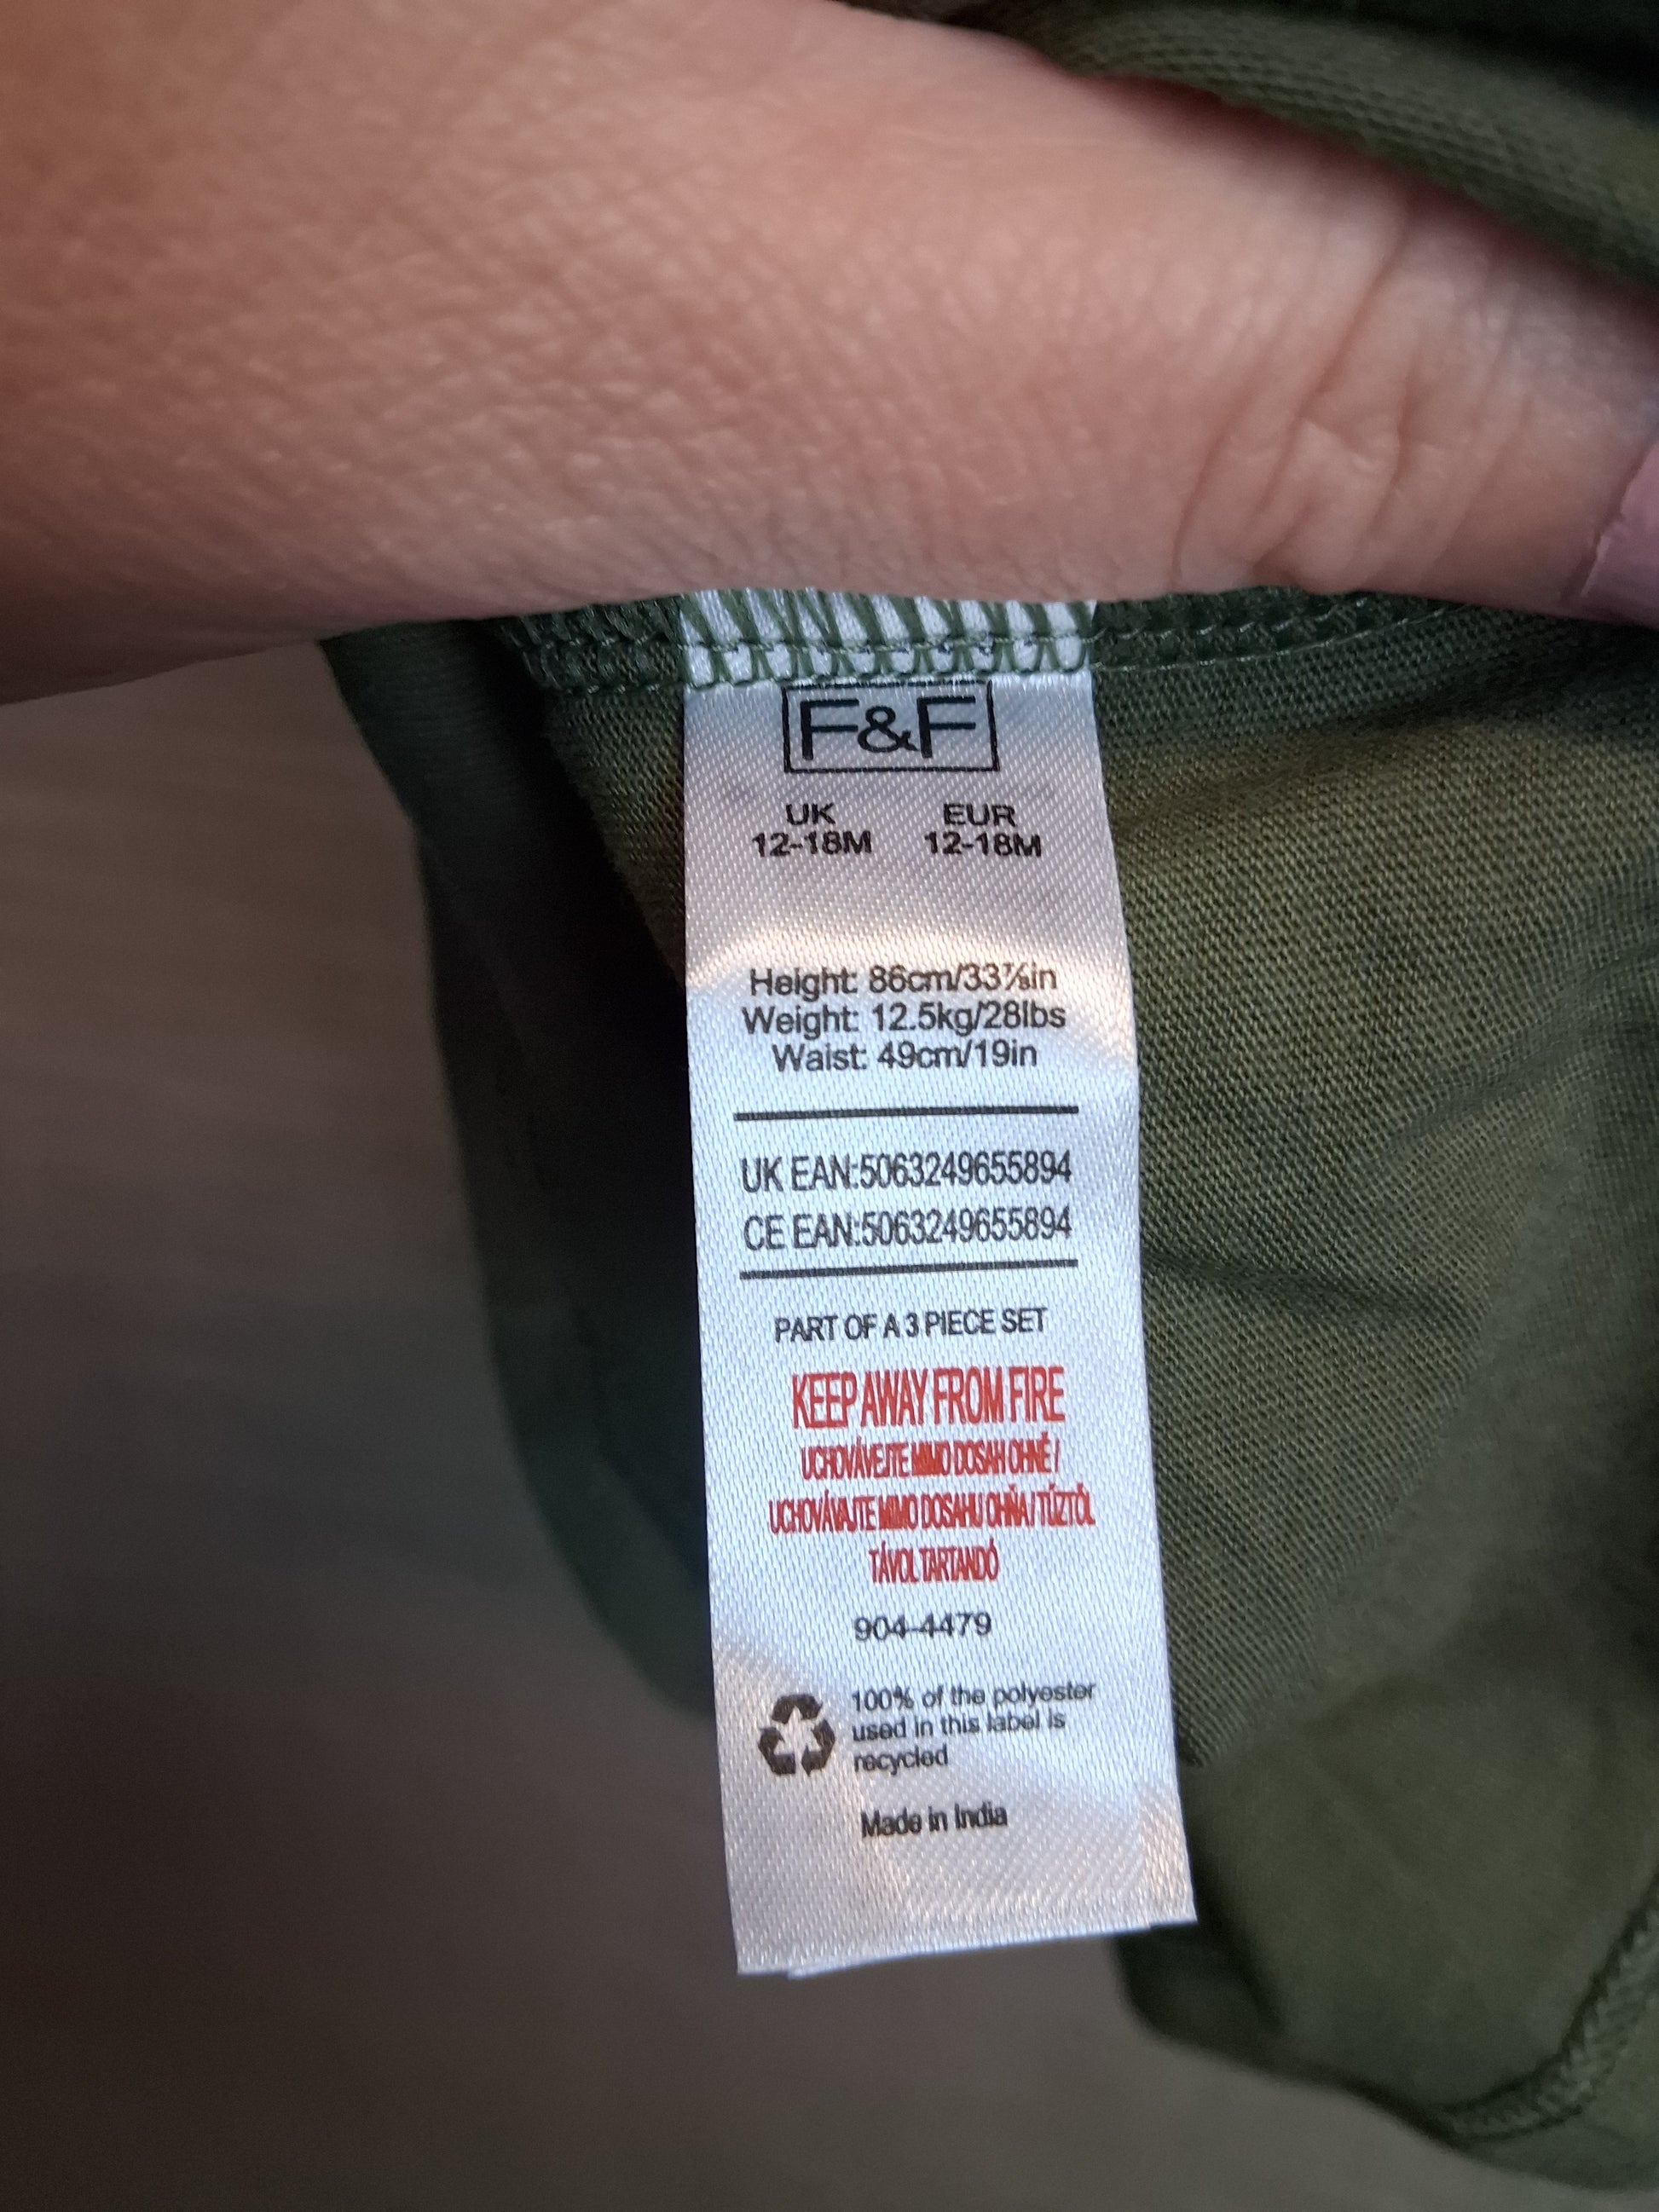 F&F
UK EUR
12-18M 12-18M
Height: 86cm/33⅞in
Weight: 12.5kg/28lbs
Waist: 49cm/19in
UK EAN:5063249655894
CE EAN:5063249655894
PART OF A 3 PIECE SET
KEEP AWAY FROM FIRE
UCHOVÁVEJTE MIMO DOSAH OHNĚ /
UCHOVÁVAJTE MIMO DOSAHU OHŇA / TŰZTŐL
TÁVOL TARTANDÓ
904-4479
100% of the polyester
used in this label is
recycled
Made in India